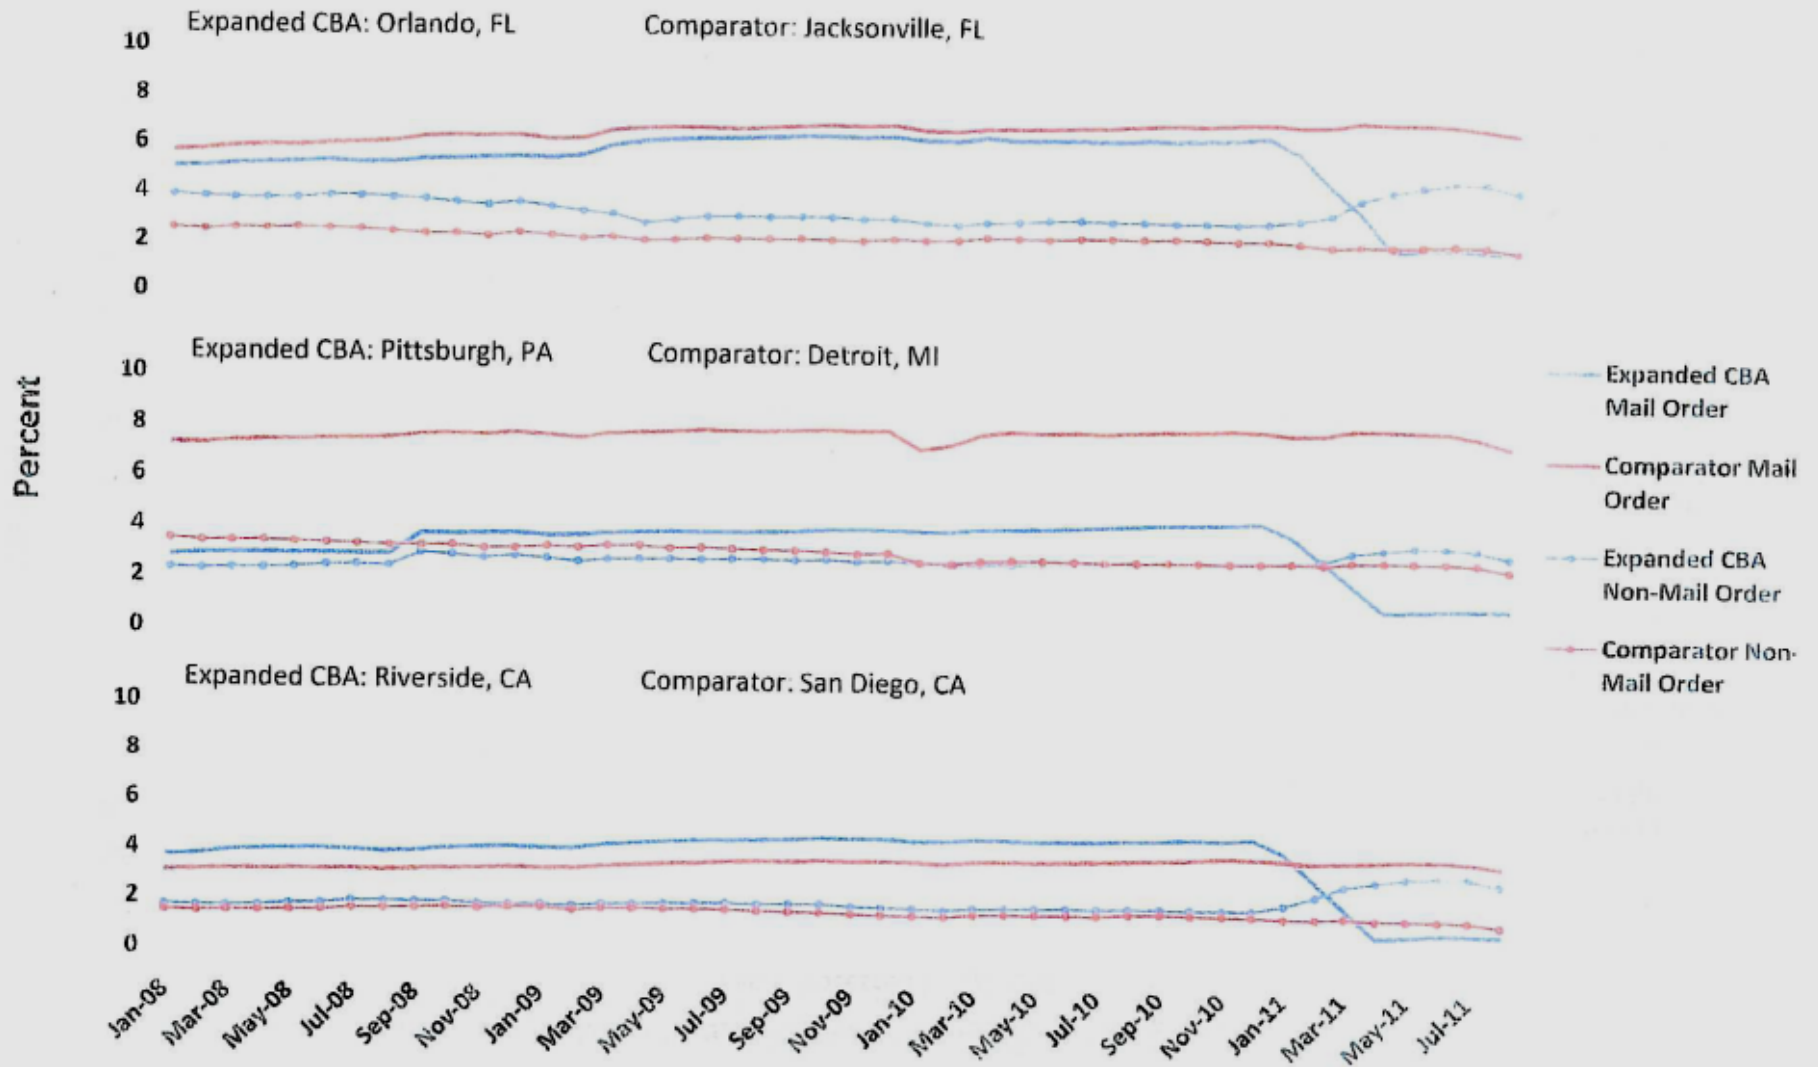 Expanded CBA: Orlando, FL
Comparator: Jacksonville, FL
10
8
6
4
2
0
Expanded CBA: Pittsburgh, PA
Comparator: Detroit, MI
10
8
6
4
2
0
Percent
Expanded CBA: Riverside, CA
Comparator: San Diego, CA
10
8
6
4
2
0
Jan-08
Mar-08
May-08
Jul-08
Sep-08
Nov-08
Jan-09
Mar-09
May-09
Jul-09
Sep-09
Nov-09
Jan-10
Mar-10
May-10
Jul-10
Sep-10
Nov-10
Jan-11
Mar-11
May-11
Jul-11
Expanded CBA
Mail Order
Comparator Mail
Order
Expanded CBA
Non-Mail Order
Comparator Non-
Mail Order